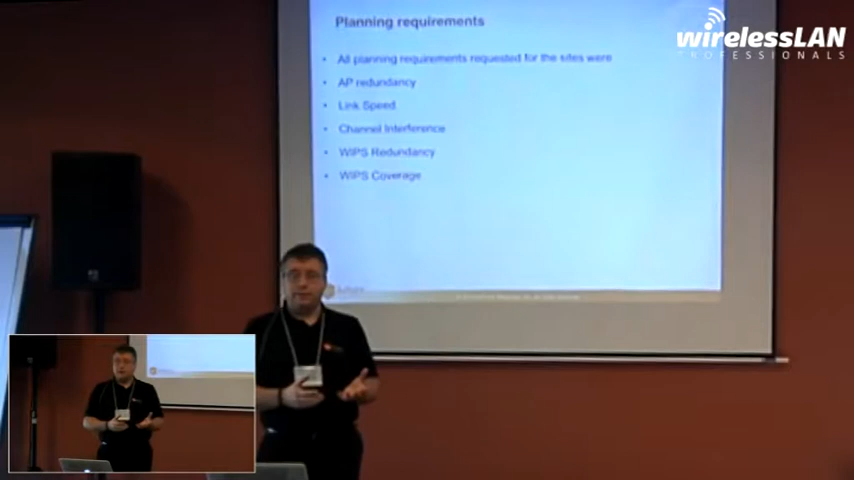 Planning requirements
wirelessLAN
PROFESSIONALS
• All planning requirements requested for the sites were
• AP redundancy
• Link Speed
• Channel Interference
• WIPS Redundancy
• WIPS Coverage